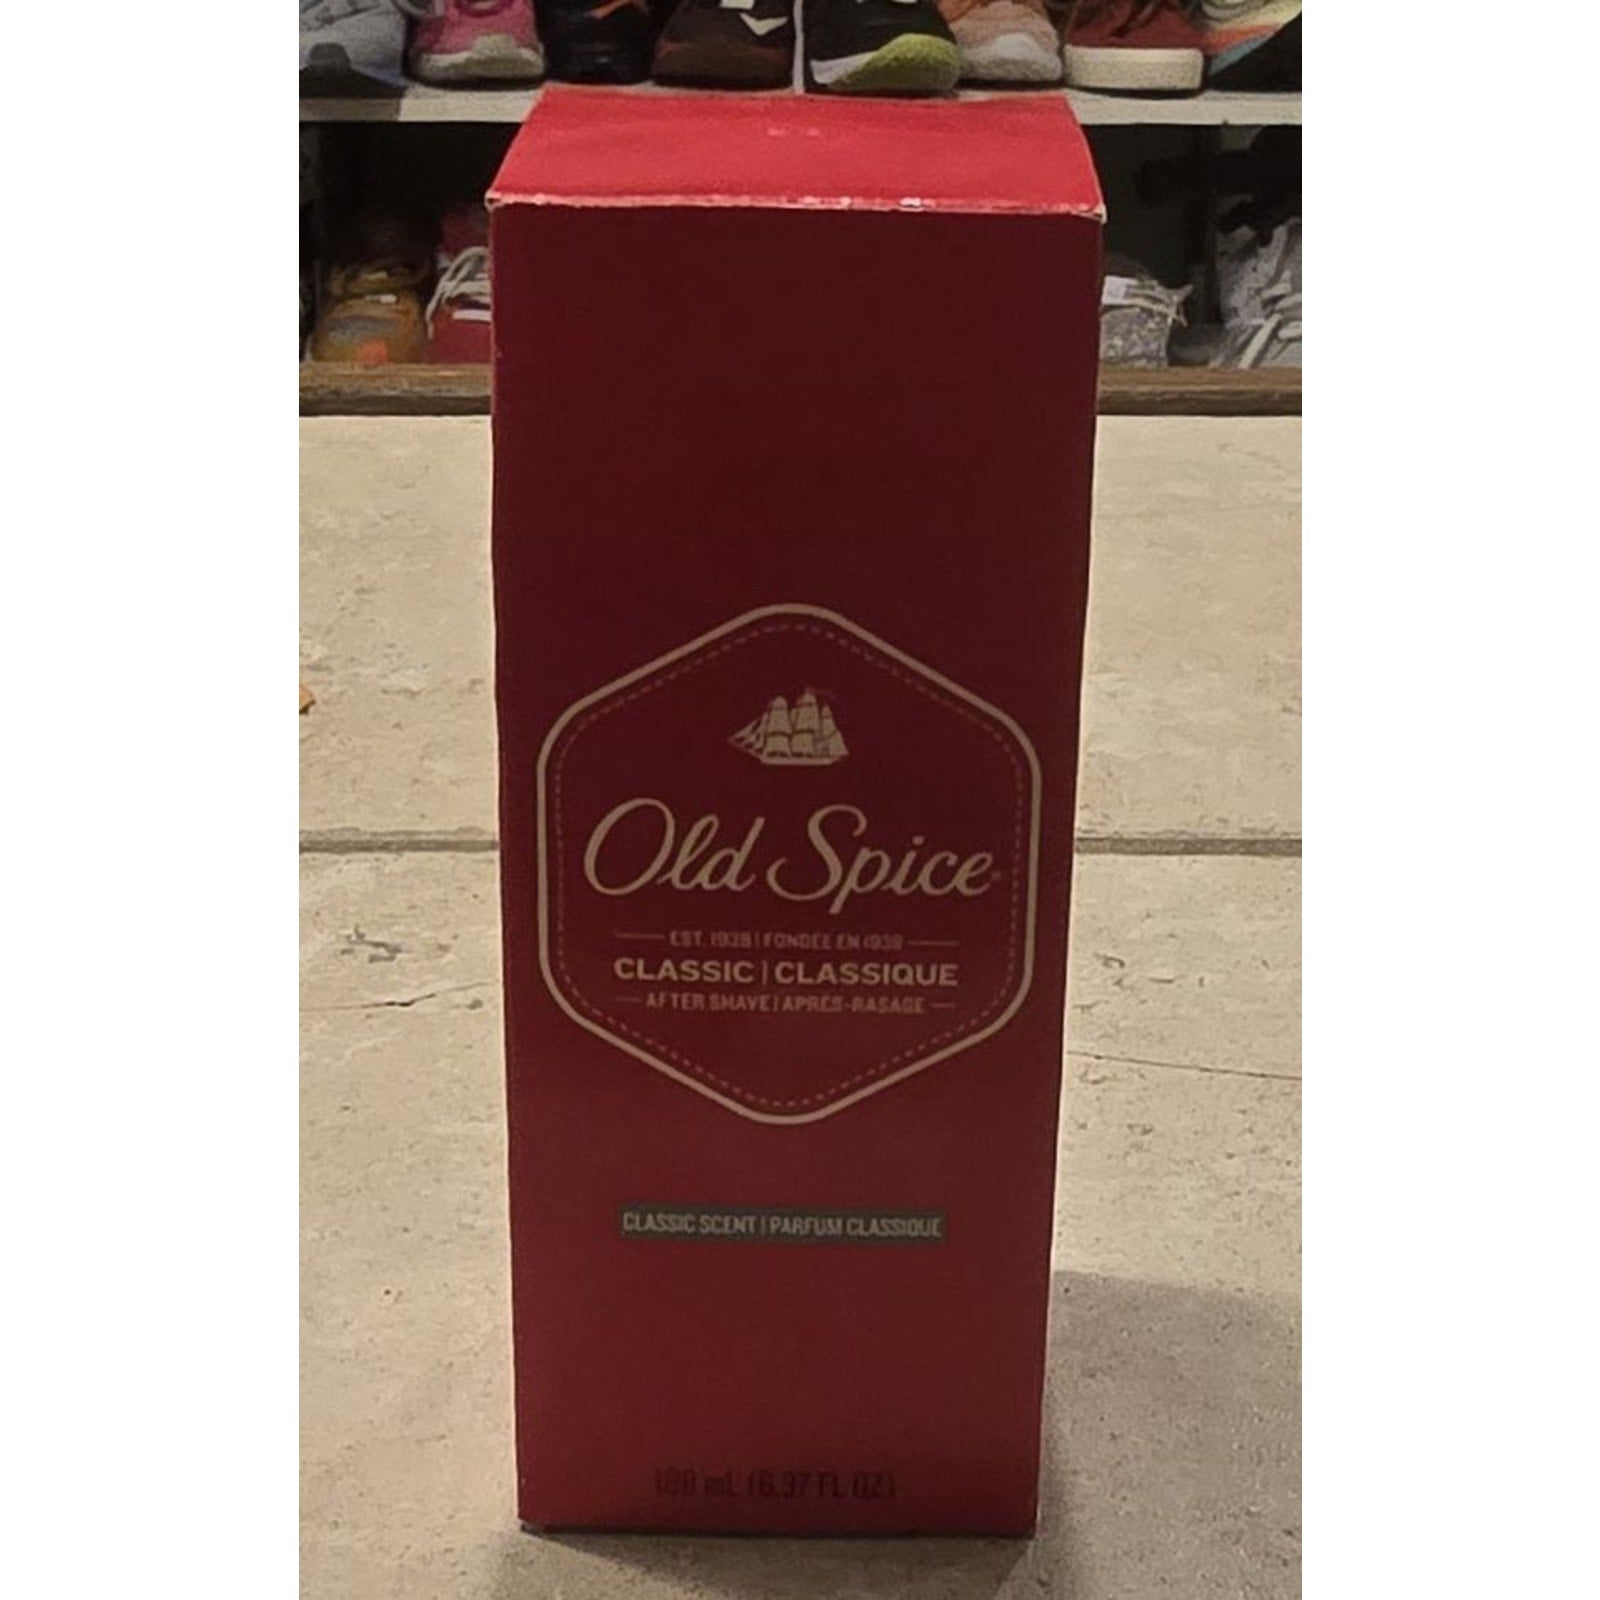 Old Spice
EST. 1938 | FONDÉE EN 1938
CLASSIC | CLASSIQUE
AFTER SHAVE | APRÈS-RASAGE
CLASSIC SCENT | PARFUM CLASSIQUE
188 mL (6.37 FL OZ)